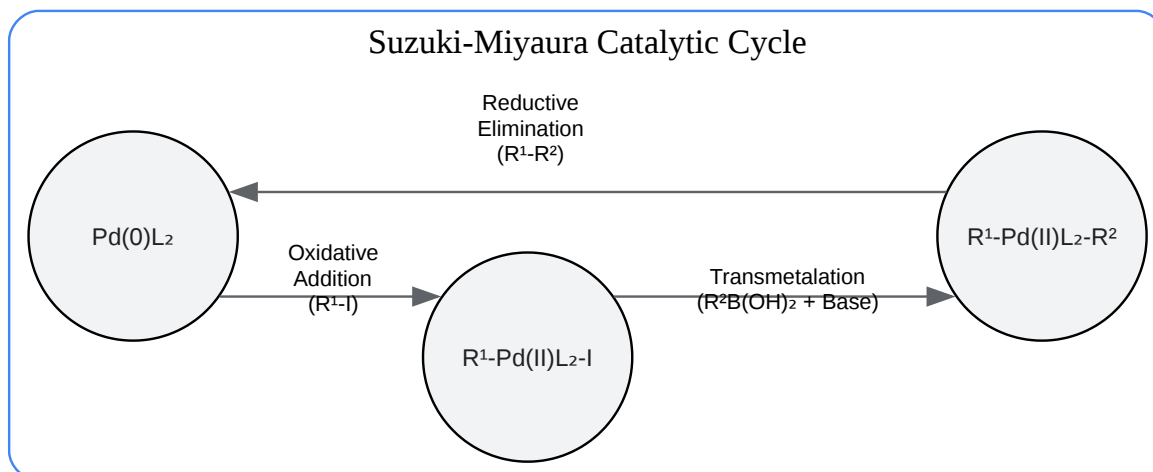 Suzuki-Miyaura Catalytic Cycle
Reductive
Elimination
(R¹-R²)
Pd(0)L₂
R¹-Pd(II)L₂-R²
Oxidative
Addition
(R¹-I)
Transmetalation
(R²B(OH)₂ + Base)
R¹-Pd(II)L₂-I